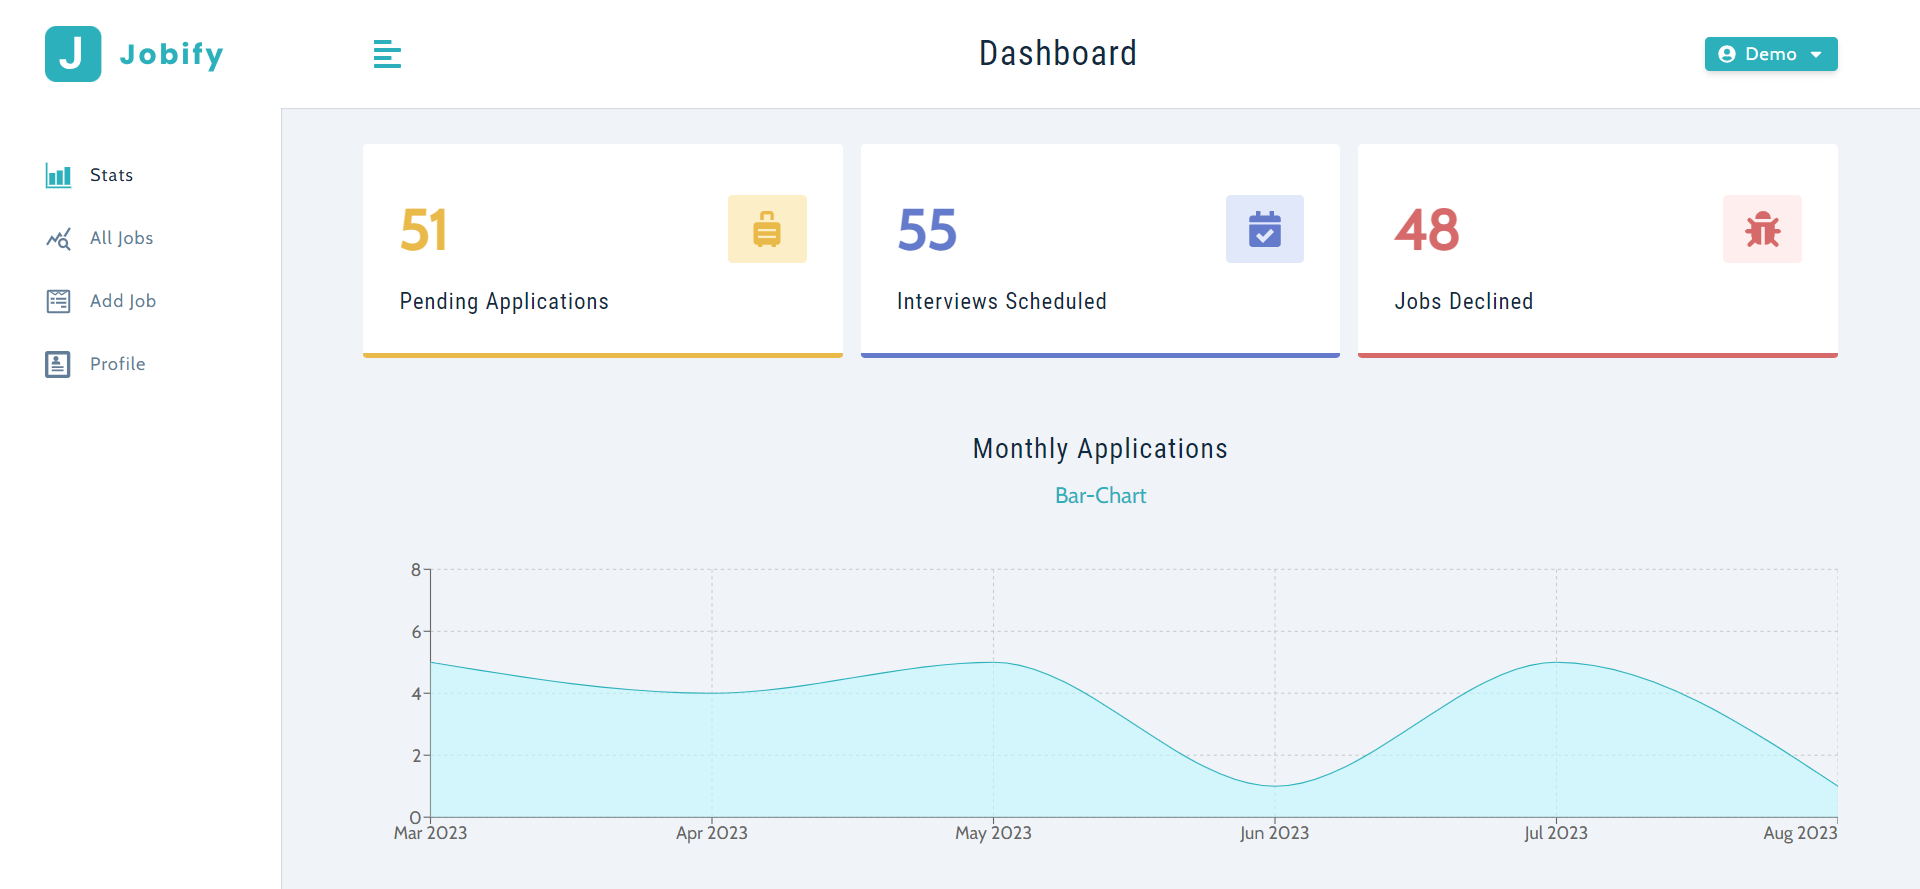 J Jobify
Dashboard
Demo
Stats
All Jobs
Add Job
Profile
51
Pending Applications
55
Interviews Scheduled
48
Jobs Declined
Monthly Applications
Bar-Chart
8
6
4
2
0
Mar 2023 Apr 2023 May 2023 Jun 2023 Jul 2023 Aug 2023